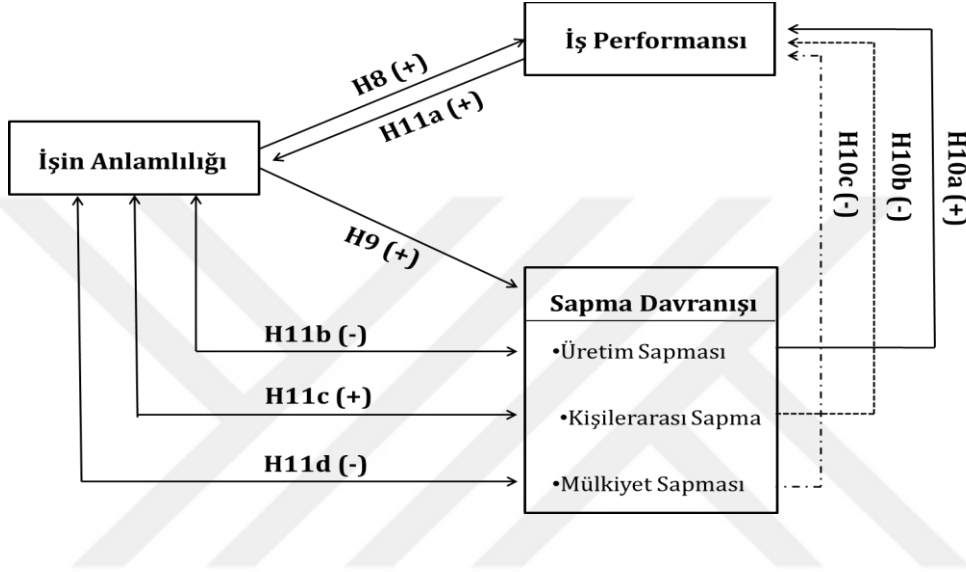 İş Performansı
H8 (+)
H11a (+)
İşin Anlamlılığı
H9 (+)
H10c (-)
H10b (-)
H10a (+)
Sapma Davranışı
H11b (-)
•Üretim Sapması
H11c (+)
•Kişilerarası Sapma
H11d (-)
•Mülkiyet Sapması